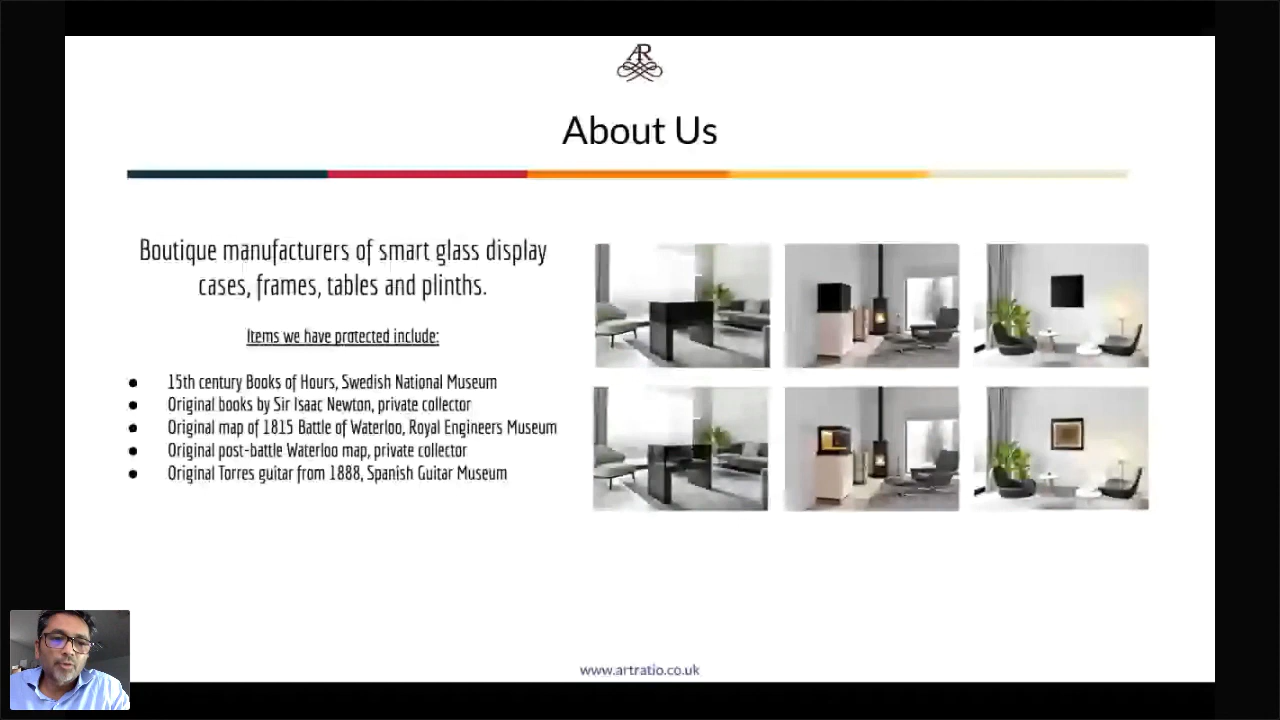 AR
About Us
Boutique manufacturers of smart glass display
cases, frames, tables and plinths.
Items we have protected include:
● 15th century Books of Hours, Swedish National Museum
● Original books by Sir Isaac Newton, private collector
● Original map of 1815 Battle of Waterloo, Royal Engineers Museum
● Original post-battle Waterloo map, private collector
● Original Torres guitar from 1888, Spanish Guitar Museum
www.artratio.co.uk